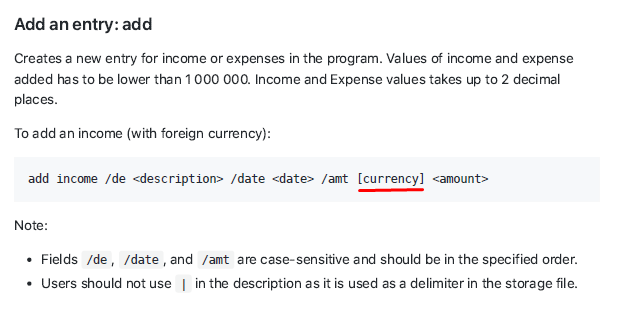 Add an entry: add
Creates a new entry for income or expenses in the program. Values of income and expense
added has to be lower than 1 000 000. Income and Expense values takes up to 2 decimal
places.
To add an income (with foreign currency):
add income /de <description> /date <date> /amt [currency] <amount>
Note:
• Fields /de, /date, and /amt are case-sensitive and should be in the specified order.
• Users should not use | in the description as it is used as a delimiter in the storage file.